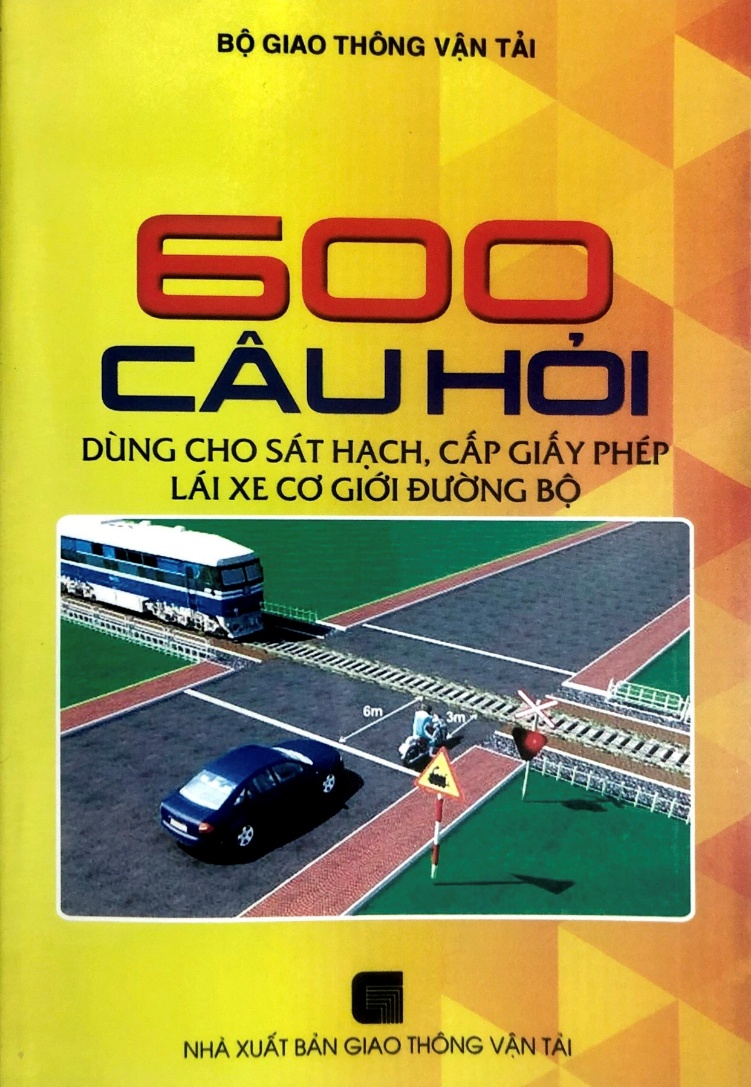 BỘ GIAO THÔNG VẬN TẢI
600
CÂU HỎI
DÙNG CHO SÁT HẠCH, CẤP GIẤY PHÉP
LÁI XE CƠ GIỚI ĐƯỜNG BỘ
6m
3m
NHÀ XUẤT BẢN GIAO THÔNG VẬN TẢI